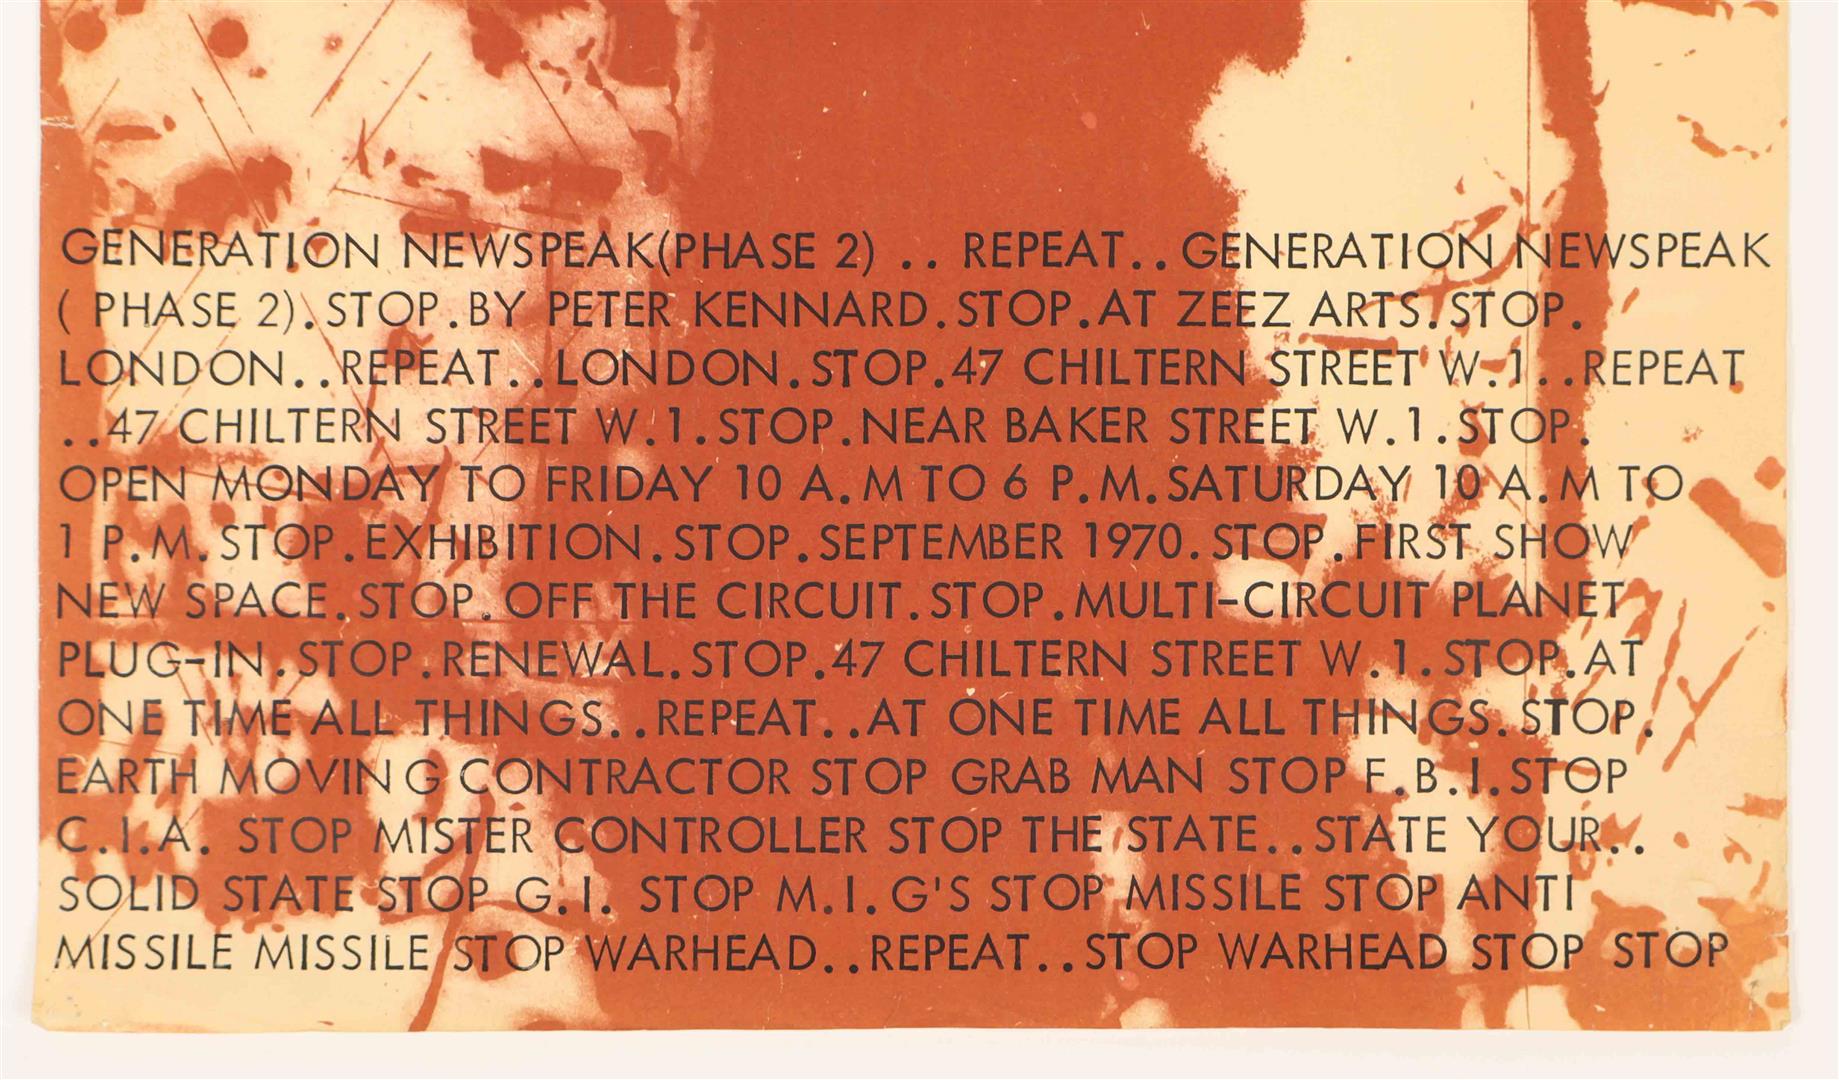 GENERATION NEWSPEAK(PHASE 2) .. REPEAT..GENERATION NEWSPEAK
( PHASE 2).STOP.BY PETER KENNARD.STOP.AT ZEEZ ARTS.STOP.
LONDON..REPEAT..LONDON.STOP.47 CHILTERN STREET W.1..REPEAT
..47 CHILTERN STREET W.1.STOP.NEAR BAKER STREET W.1.STOP.
OPEN MONDAY TO FRIDAY 10 A.M TO 6 P.M.SATURDAY 10 A.M TO
1 P.M.STOP.EXHIBITION.STOP.SEPTEMBER 1970.STOP.FIRST SHOW
NEW SPACE.STOP.OFF THE CIRCUIT.STOP.MULTI-CIRCUIT PLANET
PLUG-IN.STOP.RENEWAL.STOP.47 CHILTERN STREET W.1.STOP.AT
ONE TIME ALL THINGS..REPEAT..AT ONE TIME ALL THINGS.STOP.
EARTH MOVING CONTRACTOR STOP GRAB MAN STOP F.B.I.STOP
C.I.A. STOP MISTER CONTROLLER STOP THE STATE..STATE YOUR..
SOLID STATE STOP G.I. STOP M.I.G'S STOP MISSILE STOP ANTI
MISSILE MISSILE STOP WARHEAD..REPEAT..STOP WARHEAD STOP STOP